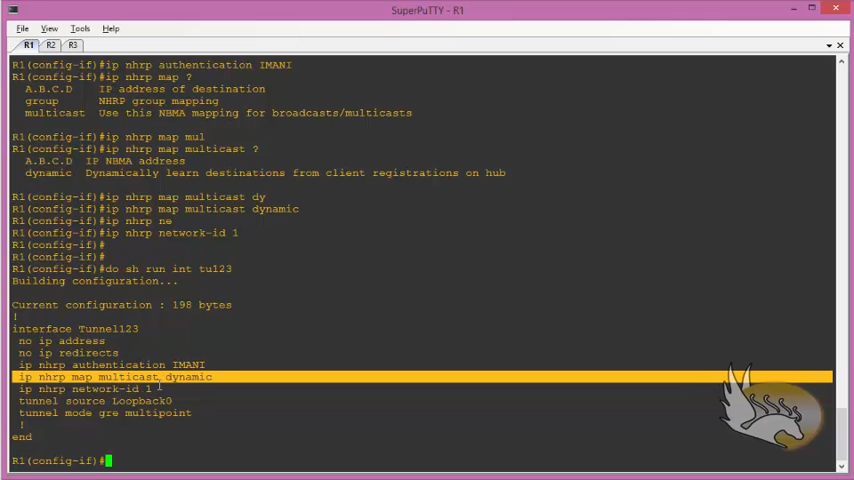 SuperPuTTY - R1
File View Tools Help
R1 R2 R3
R1(config-if)#ip nhrp authentication IMANI
R1(config-if)#ip nhrp map ?
A.B.C.D IP address of destination
group NHRP group mapping
multicast Use this NBMA mapping for broadcasts/multicasts
R1(config-if)#ip nhrp map mul
R1(config-if)#ip nhrp map multicast ?
A.B.C.D IP NBMA address
dynamic Dynamically learn destinations from client registrations on hub
R1(config-if)#ip nhrp map multicast dy
R1(config-if)#ip nhrp map multicast dynamic
R1(config-if)#ip nhrp ne
R1(config-if)#ip nhrp network-id 1
R1(config-if)#
R1(config-if)#
R1(config-if)#do sh run int tu123
Building configuration...
Current configuration : 198 bytes
!
interface Tunnel123
no ip address
no ip redirects
ip nhrp authentication IMANI
ip nhrp map multicast dynamic
ip nhrp network-id 1
tunnel source Loopback0
tunnel mode gre multipoint
!
end
R1(config-if)#